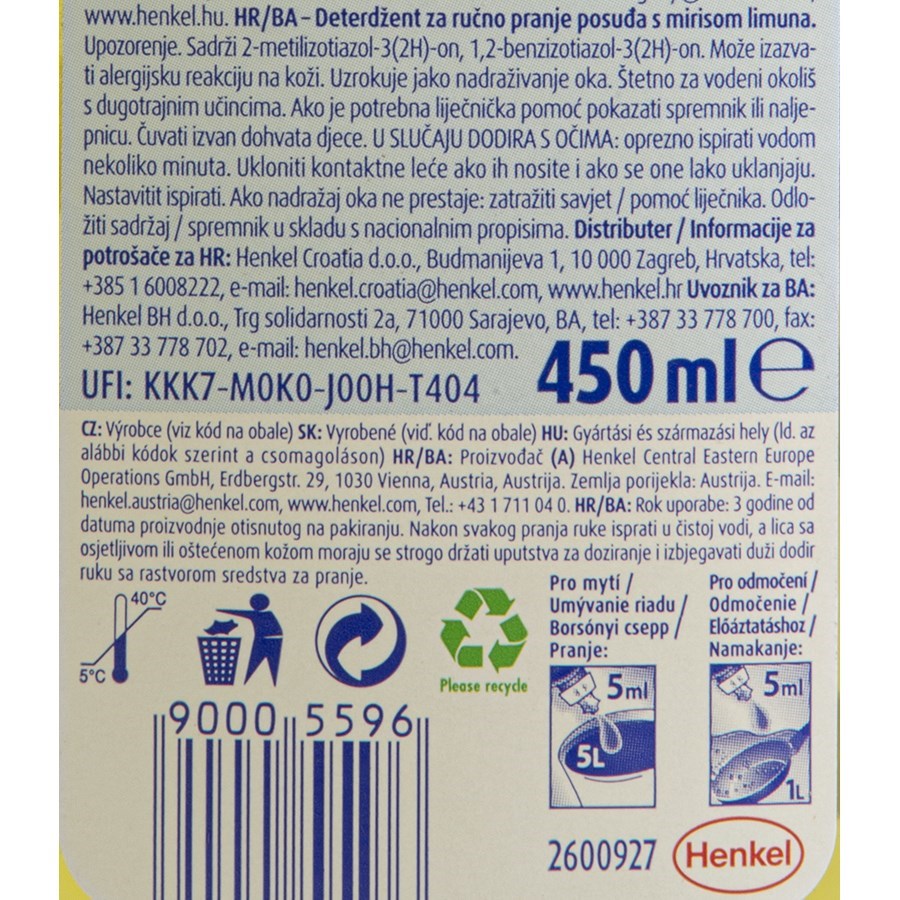 www.henkel.hu. HR/BA – Deterdžent za ručno pranje posuđa s mirisom limuna.
Upozorenje. Sadrži 2-metilizotiazol-3(2H)-on, 1,2-benzizotiazol-3(2H)-on. Može izazva-
ti alergijsku reakciju na koži. Uzrokuje jako nadraživanje oka. Štetno za vodeni okoliš
s dugotrajnim učincima. Ako je potrebna liječnička pomoć pokazati spremnik ili nalje-
pnicu. Čuvati izvan dohvata djece. U SLUČAJU DODIRA S OČIMA: oprezno ispirati vodom
nekoliko minuta. Ukloniti kontaktne leće ako ih nosite i ako se one lako uklanjaju.
Nastavitit ispirati. Ako nadražaj oka ne prestaje: zatražiti savjet / pomoć liječnika. Odlo-
žiti sadržaj / spremnik u skladu s nacionalnim propisima. Distributer / Informacije za
potrošače za HR: Henkel Croatia d.o.o., Budmanijeva 1, 10 000 Zagreb, Hrvatska, tel:
+385 1 6008222, e-mail: henkel.croatia@henkel.com, www.henkel.hr Uvoznik za BA:
Henkel BH d.o.o., Trg solidarnosti 2a, 71000 Sarajevo, BA, tel: +387 33 778 700, fax:
+387 33 778 702, e-mail: henkel.bh@henkel.com.
UFI: KKK7-M0K0-J00H-T404
450 ml ℮
CZ: Výrobce (viz kód na obale) SK: Vyrobené (viď. kód na obale) HU: Gyártási és származási hely (ld. az
alábbi kódok szerint a csomagoláson) HR/BA: Proizvođač (A) Henkel Central Eastern Europe
Operations GmbH, Erdbergstr. 29, 1030 Vienna, Austria, Austrija. Zemlja porijekla: Austrija. E-mail:
henkel.austria@henkel.com, www.henkel.com, Tel.: +43 1 711 04 0. HR/BA: Rok uporabe: 3 godine od
datuma proizvodnje otisnutog na pakiranju. Nakon svakog pranja ruke isprati u čistoj vodi, a lica sa
osjetljivom ili oštećenom kožom moraju se strogo držati uputstva za doziranje i izbjegavati duži dodir
ruku sa rastvorom sredstva za pranje.
40°C
5°C
Please recycle
Pro mytí /
Umývanie riadu /
Borsónyi csepp /
Pranje:
5ml
5L
Pro odmočení /
Odmočenie /
Előáztatáshoz /
Namakanje:
5ml
1L
9000 5596
2600927
Henkel